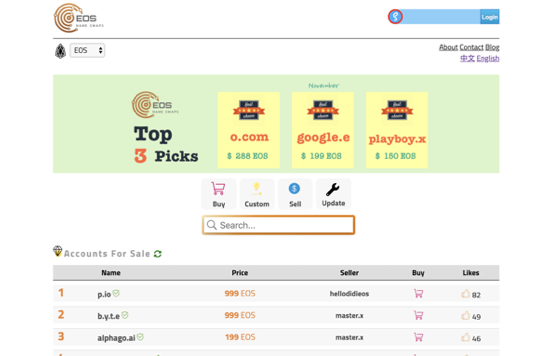 EOS
NAME SWAPS
Login
EOS
About Contact Blog
中文 English
EOS
NAME SWAPS
Top
3 Picks
November
o.com
$ 288 EOS
google.e
$ 199 EOS
playboy.x
$ 150 EOS
Buy
Custom
Sell
Update
Search...
Accounts For Sale
Name Price Seller Buy Likes
1 p.io 999 EOS hellodidieos 82
2 b.y.t.e 999 EOS master.x 49
3 alphago.ai 199 EOS master.x 46